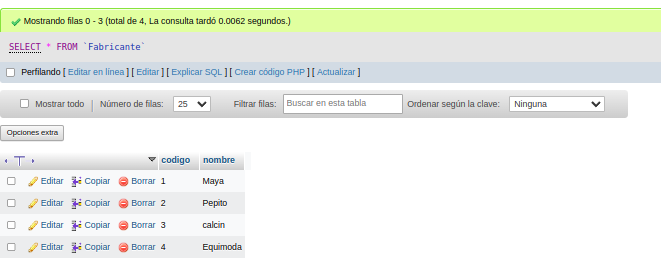 Mostrando filas 0 - 3 (total de 4, La consulta tardó 0.0062 segundos.)
SELECT * FROM `Fabricante`
Perfilando [ Editar en línea ] [ Editar ] [ Explicar SQL ] [ Crear código PHP ] [ Actualizar ]
Mostrar todo | Número de filas: 25 Filtrar filas: Buscar en esta tabla Ordenar según la clave: Ninguna
Opciones extra
codigo nombre
Editar Copiar Borrar 1 Maya
Editar Copiar Borrar 2 Pepito
Editar Copiar Borrar 3 calcin
Editar Copiar Borrar 4 Equimoda